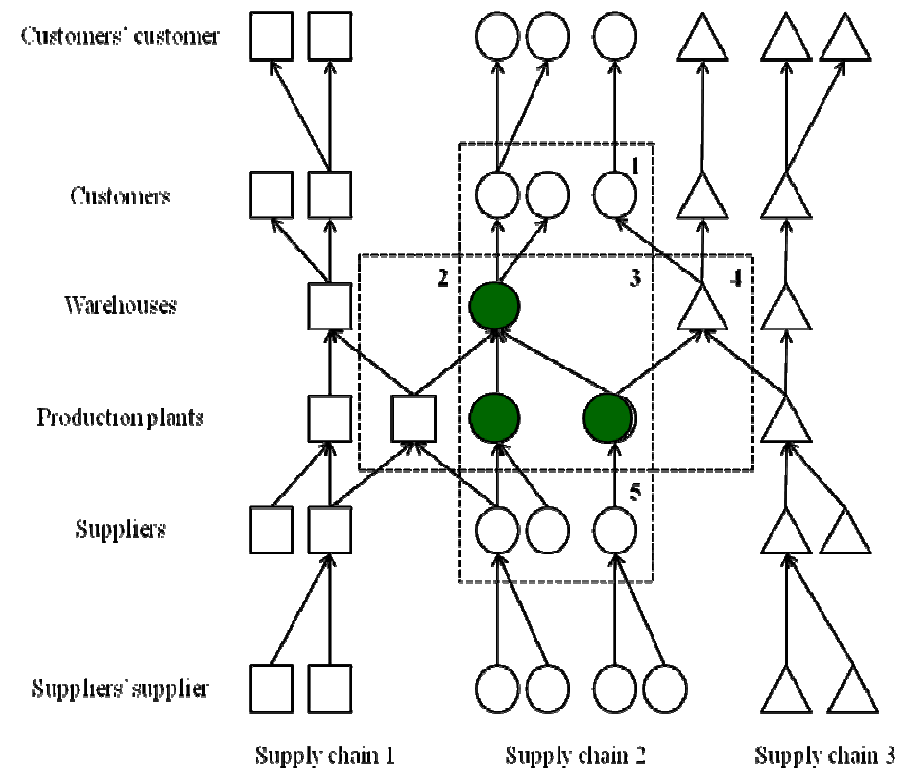 Customers' customer
1
Customers
2
3
4
Warehouses
Production plants
5
Suppliers
Suppliers' supplier
Supply chain 1
Supply chain 2
Supply chain 3